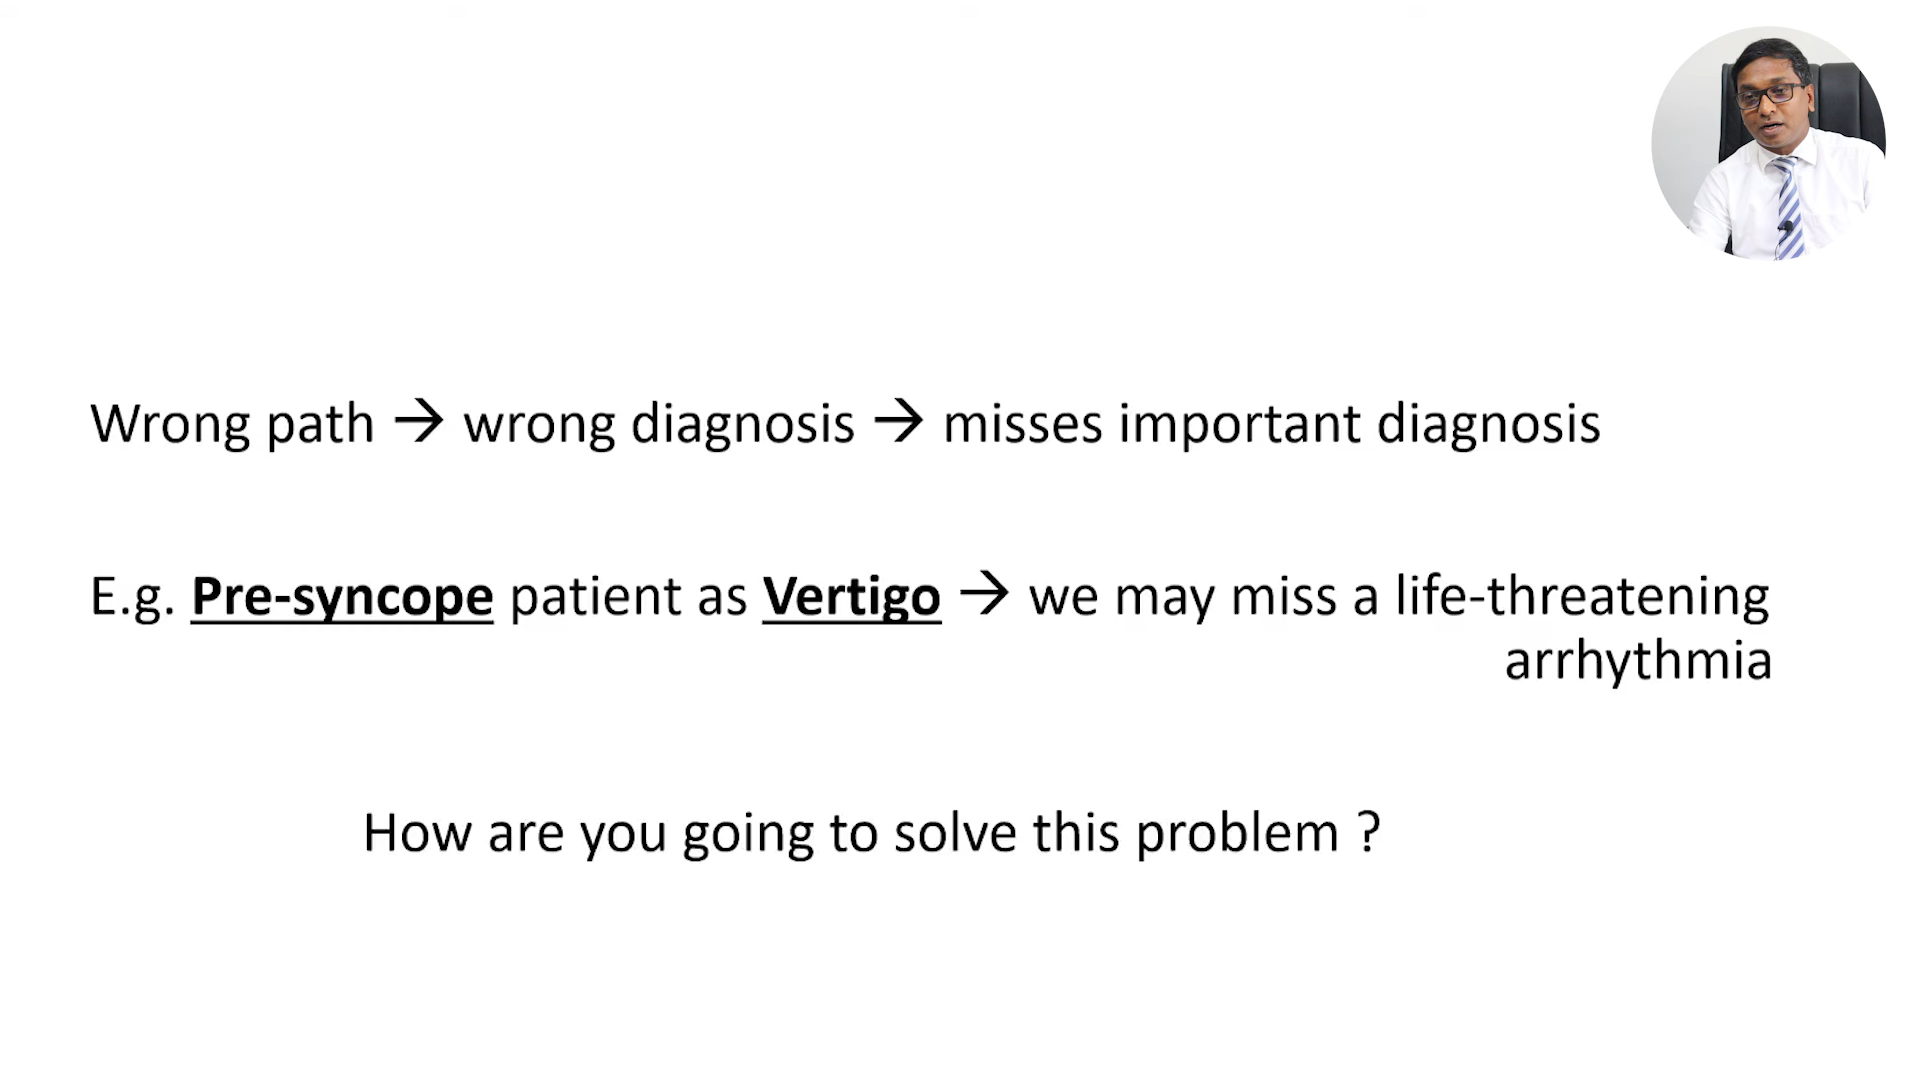 Wrong path → wrong diagnosis → misses important diagnosis
E.g. Pre-syncope patient as Vertigo → we may miss a life-threatening
arrhythmia
How are you going to solve this problem ?